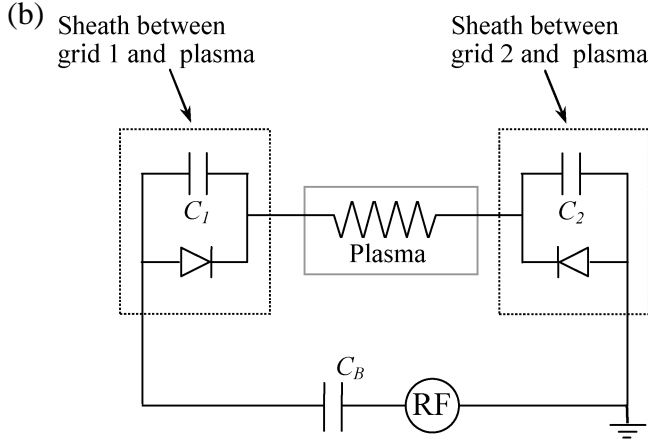 (b)
Sheath between
grid 1 and plasma
Sheath between
grid 2 and plasma
C1
C2
Plasma
CB
RF